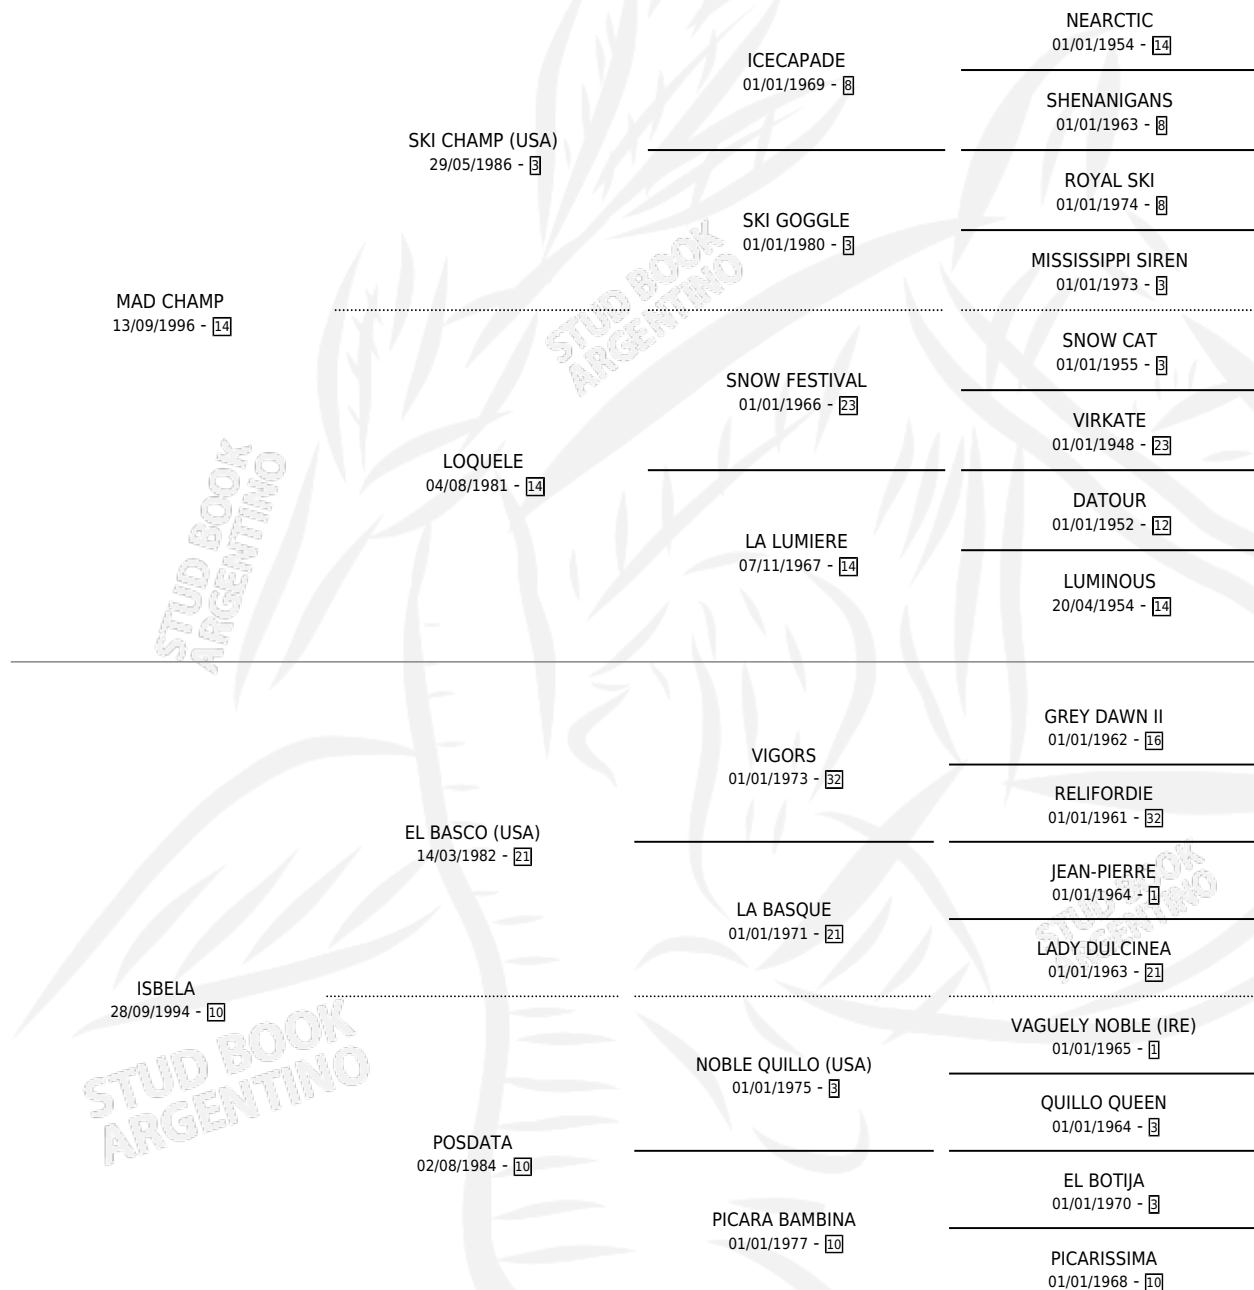 NEARCTIC
01/01/1954 - 14
ICECAPADE
01/01/1969 - 8
SHENANIGANS
01/01/1963 - 8
SKI CHAMP (USA)
29/05/1986 - 3
ROYAL SKI
01/01/1974 - 8
SKI GOGGLE
01/01/1980 - 3
MISSISSIPPI SIREN
01/01/1973 - 3
MAD CHAMP
13/09/1996 - 14
STUD BOOK
ARGENTINO
SNOW CAT
01/01/1955 - 3
SNOW FESTIVAL
01/01/1966 - 23
VIRKATE
01/01/1948 - 23
LOQUELE
04/08/1981 - 14
DATOUR
01/01/1952 - 12
LA LUMIERE
07/11/1967 - 14
LUMINOUS
20/04/1954 - 14
STUD BOOK
ARGENTINO
GREY DAWN II
01/01/1962 - 16
VIGORS
01/01/1973 - 32
RELIFORDIE
01/01/1961 - 32
EL BASCO (USA)
14/03/1982 - 21
JEAN-PIERRE
01/01/1964 - 1
LA BASQUE
01/01/1971 - 21
LADY DULCINEA
01/01/1963 - 21
STUD BOOK
ARGENTINO
ISBELA
28/09/1994 - 10
VAGUELY NOBLE (IRE)
01/01/1965 - 1
NOBLE QUILLO (USA)
01/01/1975 - 3
QUILLO QUEEN
01/01/1964 - 3
STUD BOOK
ARGENTINO
POSDATA
02/08/1984 - 10
EL BOTIJA
01/01/1970 - 3
PICARA BAMBINA
01/01/1977 - 10
PICARISSIMA
01/01/1968 - 10